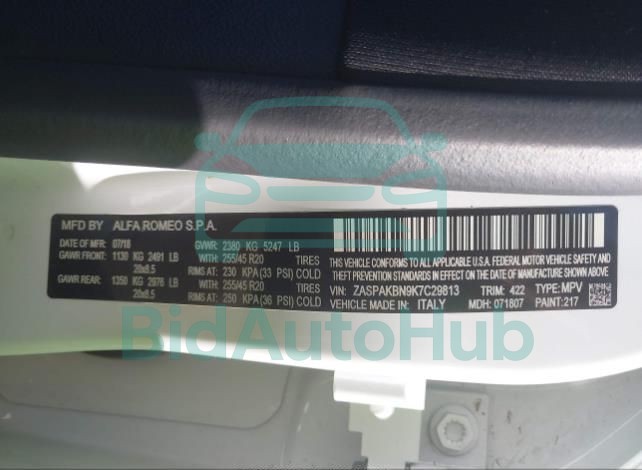 MFD BY ALFA ROMEO S.P.A.
DATE OF MFR: 07/18 GVWR: 2380 KG 5247 LB
GAWR FRONT: 1130 KG 2491 LB WITH 255/45 R20 TIRES
20x8.5 RIMS AT 230 KPA(33 PSI) COLD
GAWR REAR: 1350 KG 2976 LB WITH 255/45 R20 TIRES
20x8.5 RIMS AT 250 KPA(36 PSI) COLD
THIS VEHICLE CONFORMS TO ALL APPLICABLE U.S.A. FEDERAL MOTOR VEHICLE SAFETY
BUMPER, AND THEFT PREVENTION STANDARDS IN EFFECT ON THE DATE OF MFR. SHOWN ABOVE
VIN: ZASPAKBN9K7C29813 TRIM: 422 TYPE:MPV
VEHICLE MADE IN: ITALY MDH: 071807 PAINT:217
BidAutoHub